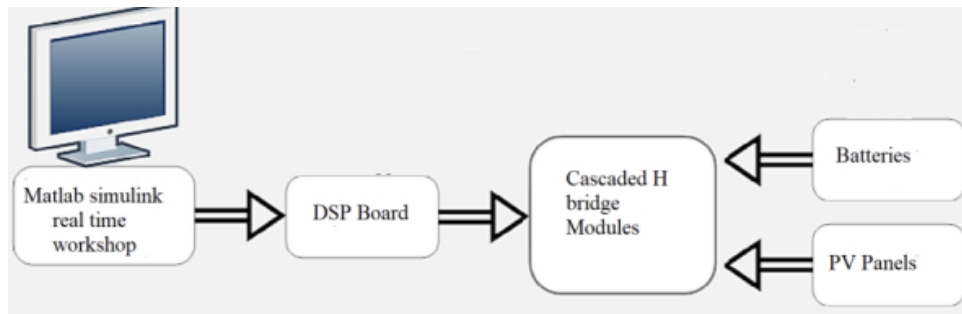 Matlab simulink
real time
workshop
DSP Board
Cascaded H
bridge
Modules
Batteries
PV Panels